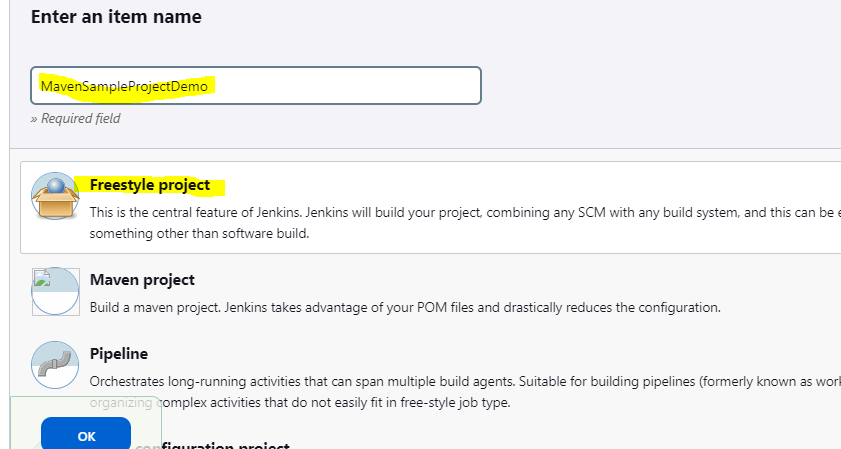 Enter an item name
MavenSampleProjectDemo
» Required field
Freestyle project
This is the central feature of Jenkins. Jenkins will build your project, combining any SCM with any build system, and this can be e
something other than software build.
Maven project
Build a maven project. Jenkins takes advantage of your POM files and drastically reduces the configuration.
Pipeline
Orchestrates long-running activities that can span multiple build agents. Suitable for building pipelines (formerly known as work
organizing complex activities that do not easily fit in free-style job type.
OK
configuration project